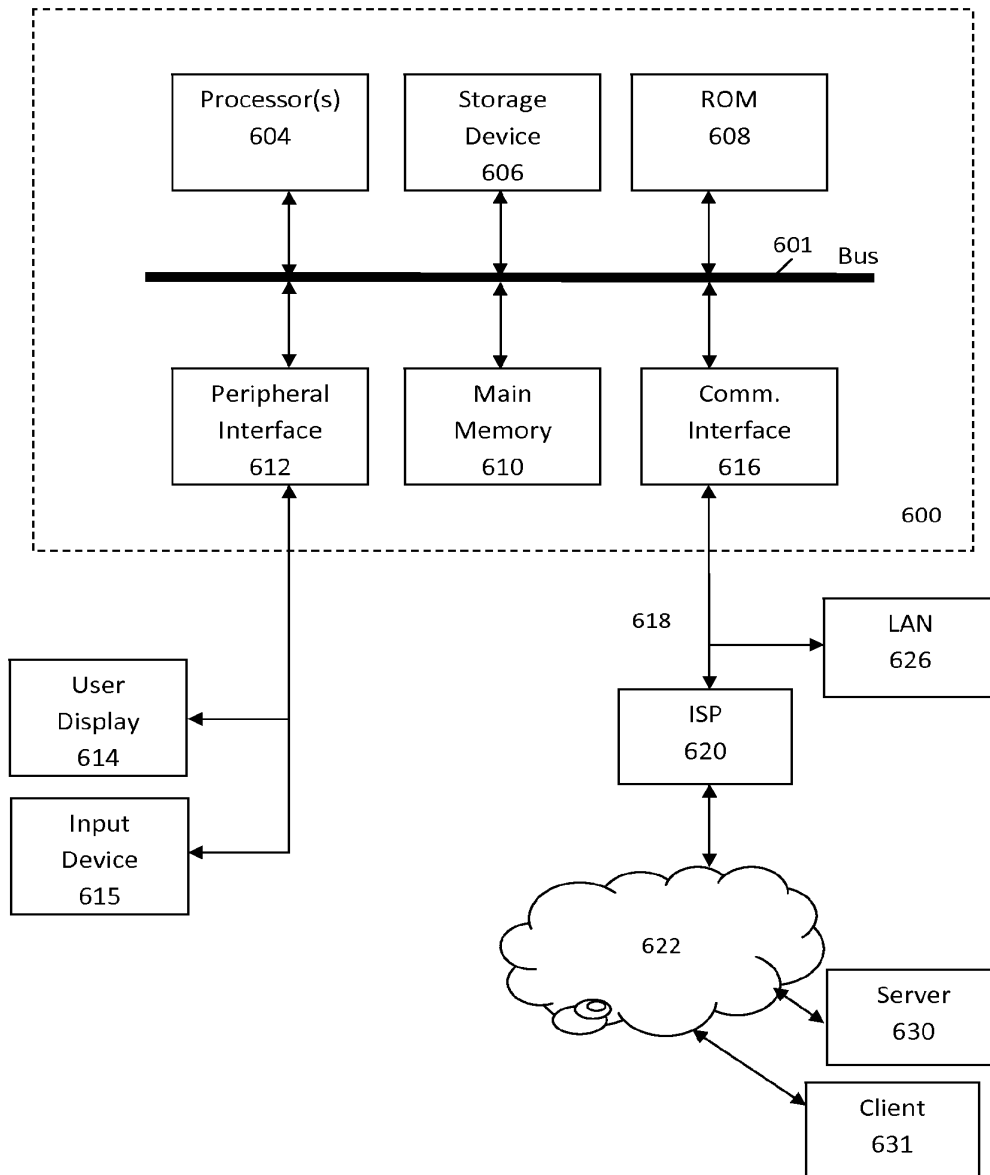 Processor(s)
604
Storage
Device
606
ROM
608
601
Bus
Peripheral
Interface
612
Main
Memory
610
Comm.
Interface
616
600
618
LAN
626
User
Display
614
ISP
620
Input
Device
615
622
Server
630
Client
631